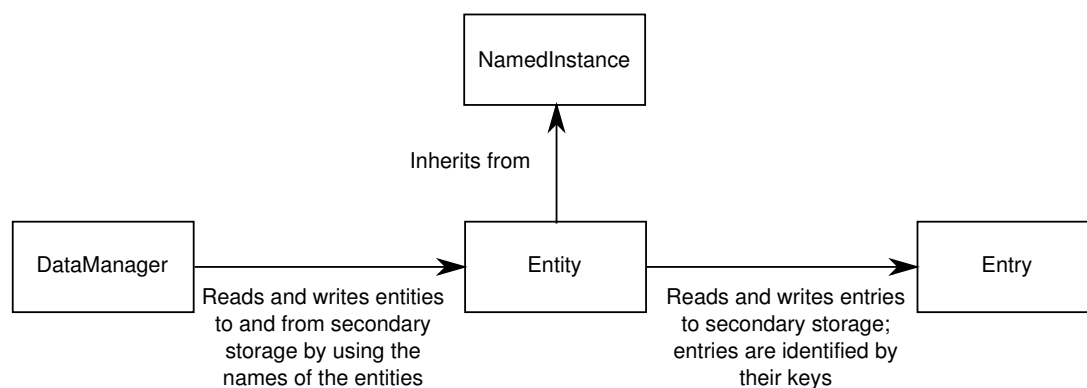 NamedInstance
Inherits from
DataManager
Entity
Entry
Reads and writes entities
to and from secondary
storage by using the
names of the entities
Reads and writes entries
to secondary storage;
entries are identified by
their keys